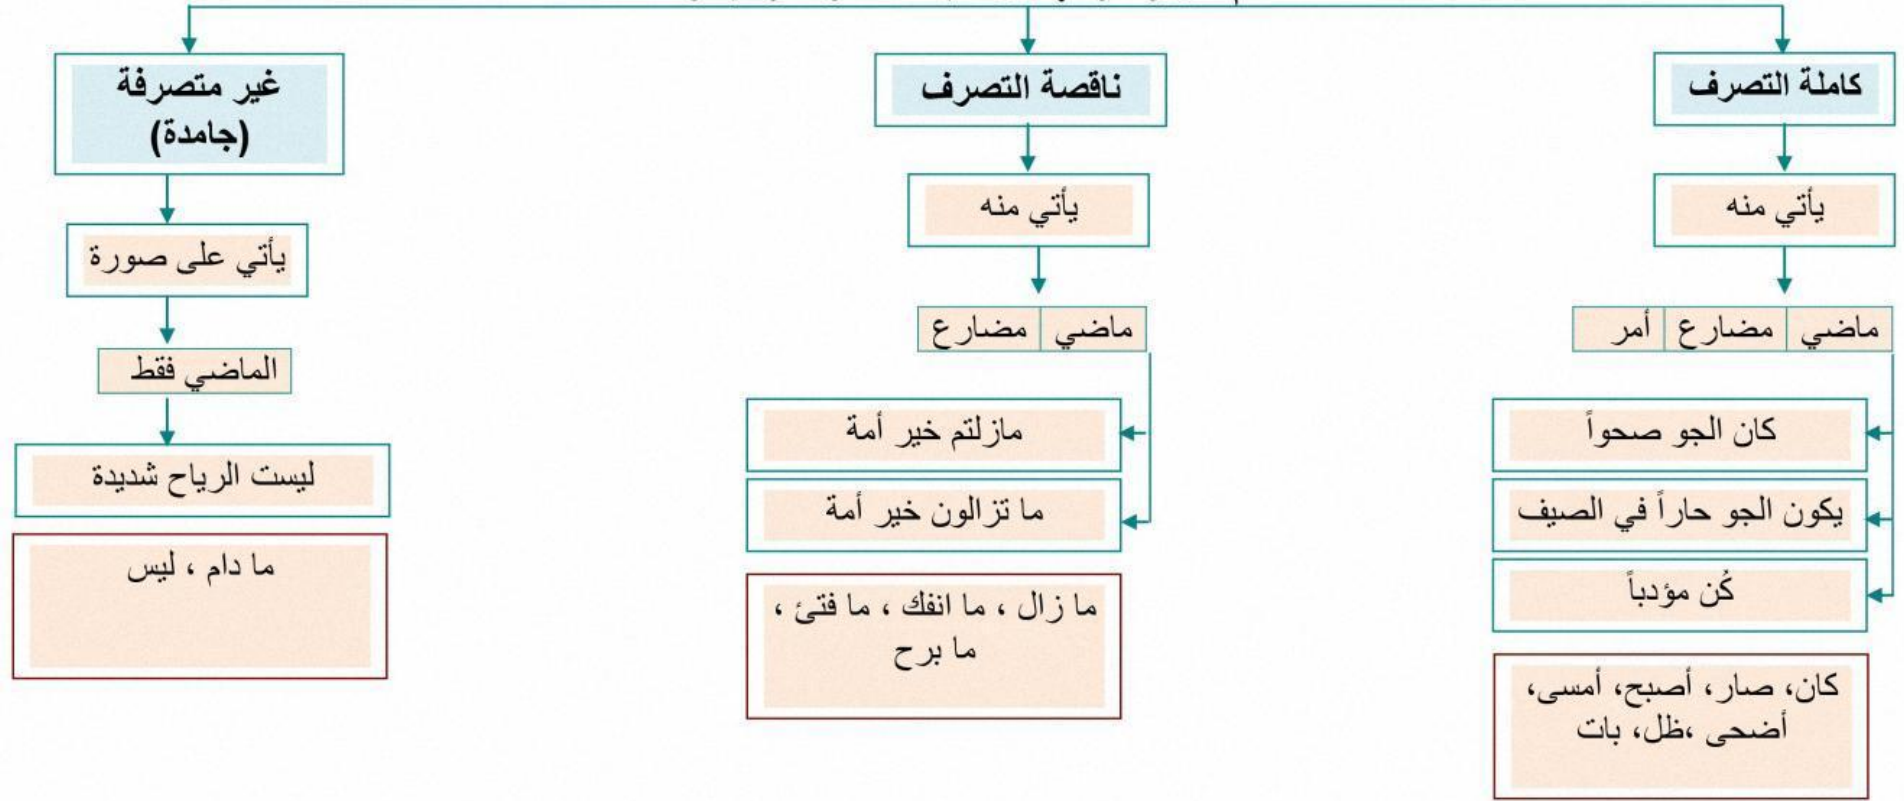 كاملة التصرف
يأتي منه
ماضي مضارع أمر
كان الجو صحواً
يكون الجو حاراً في الصيف
كُن مؤدباً
كان، صار، أصبح، أمسى،
أضحى ،ظل، بات
ناقصة التصرف
يأتي منه
ماضي مضارع
مازلتم خير أمة
ما تزالون خير أمة
ما زال ، ما انفك ، ما فتئ ،
ما برح
غير متصرفة
(جامدة)
يأتي على صورة
الماضي فقط
ليست الرياح شديدة
ما دام ، ليس